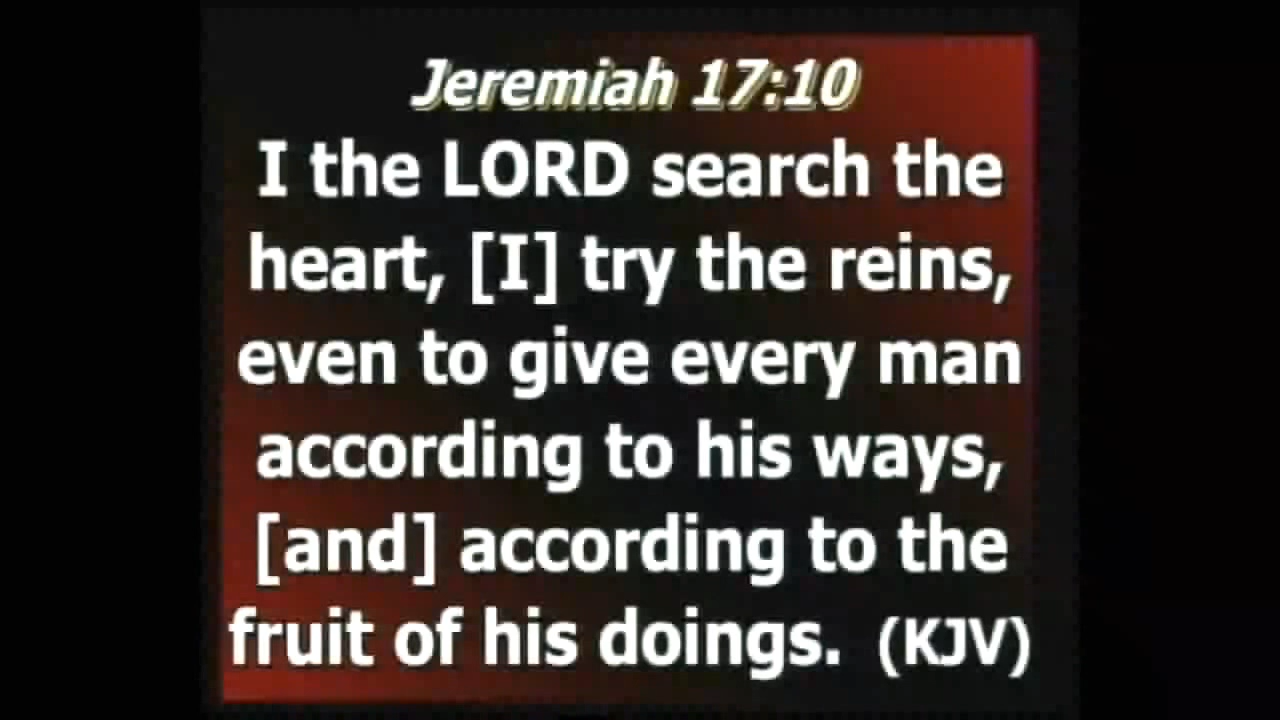 Jeremiah 17:10
I the LORD search the
heart, [I] try the reins,
even to give every man
according to his ways,
[and] according to the
fruit of his doings. (KJV)